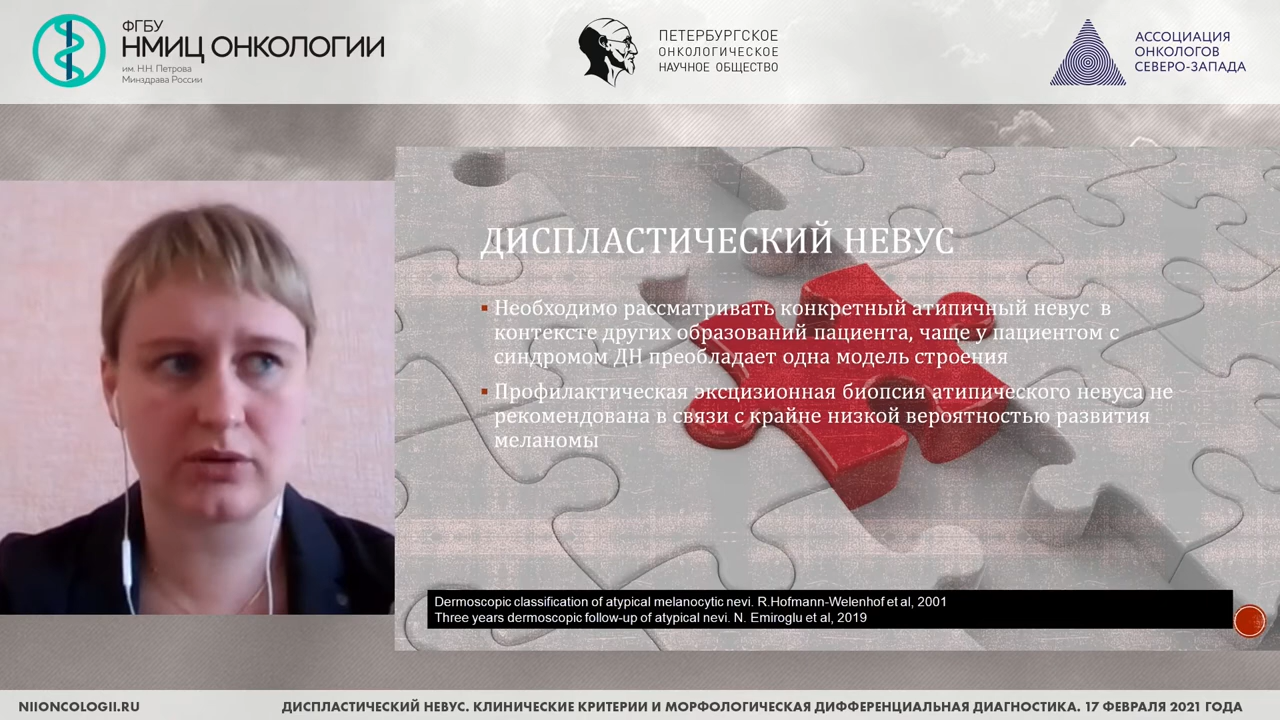 ФГБУ
НМИЦ ОНКОЛОГИИ
им. Н.Н. Петрова
Минздрава России
ПЕТЕРБУРГСКОЕ
ОНКОЛОГИЧЕСКОЕ
НАУЧНОЕ ОБЩЕСТВО
АССОЦИАЦИЯ
ОНКОЛОГОВ
СЕВЕРО-ЗАПАДА
ДИСПЛАСТИЧЕСКИЙ НЕВУС
Необходимо рассматривать конкретный атипичный невус в
контексте других образований пациента, чаще у пациентом с
синдромом ДН преобладает одна модель строения
Профилактическая эксцизионная биопсия атипического невуса не
рекомендована в связи с крайне низкой вероятностью развития
меланомы
Dermoscopic classification of atypical melanocytic nevi. R.Hofmann-Welenhof et al, 2001
Three years dermoscopic follow-up of atypical nevi. N. Emiroglu et al, 2019
NIIONCOLOGII.RU
ДИСПЛАСТИЧЕСКИЙ НЕВУС. КЛИНИЧЕСКИЕ КРИТЕРИИ И МОРФОЛОГИЧЕСКАЯ ДИФФЕРЕНЦИАЛЬНАЯ ДИАГНОСТИКА. 17 ФЕВРАЛЯ 2021 ГОДА